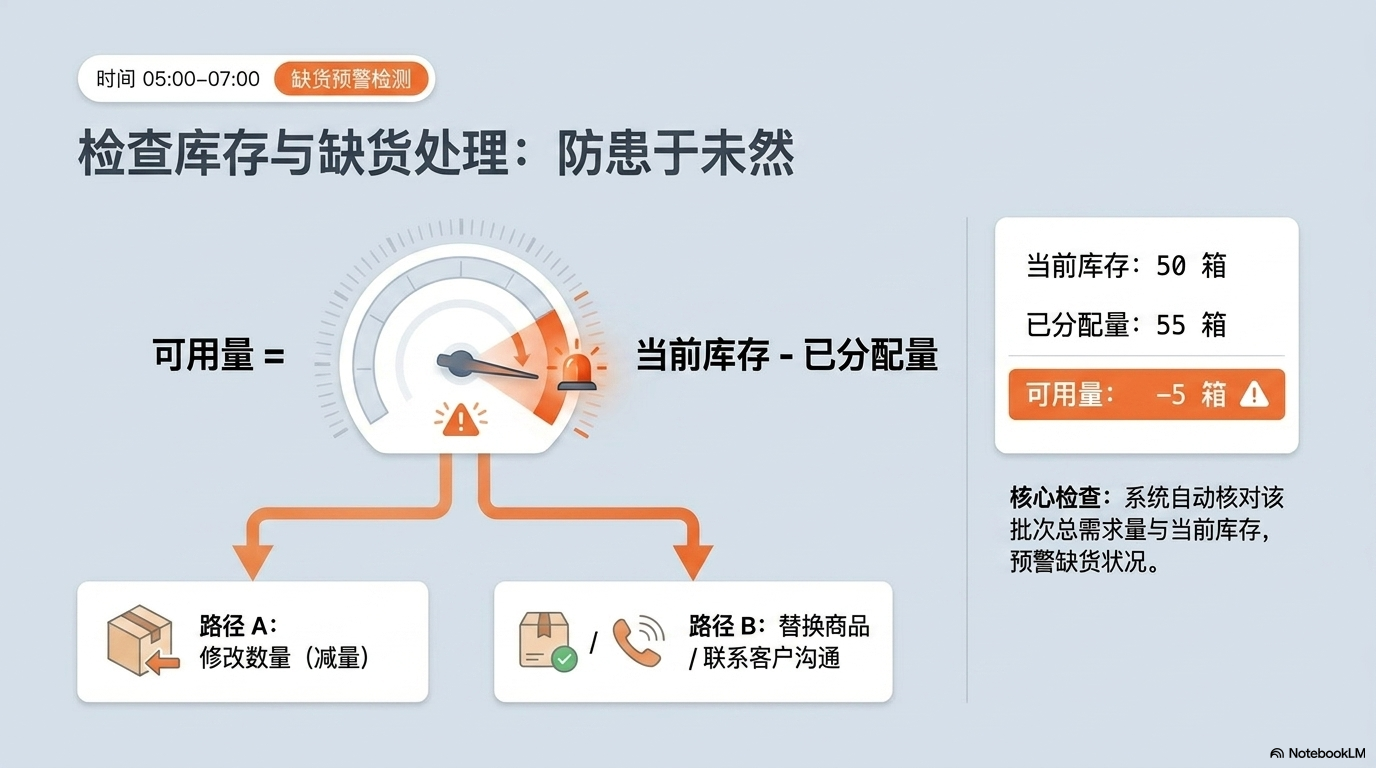 时间 05:00–07:00 缺货预警检测
检查库存与缺货处理：防患于未然
可用量 =
当前库存 - 已分配量
路径 A：
修改数量（减量）
/
路径 B：替换商品
/ 联系客户沟通
当前库存：50 箱
已分配量：55 箱
可用量： −5 箱
核心检查：系统自动核对该
批次总需求量与当前库存，
预警缺货状况。
NotebookLM